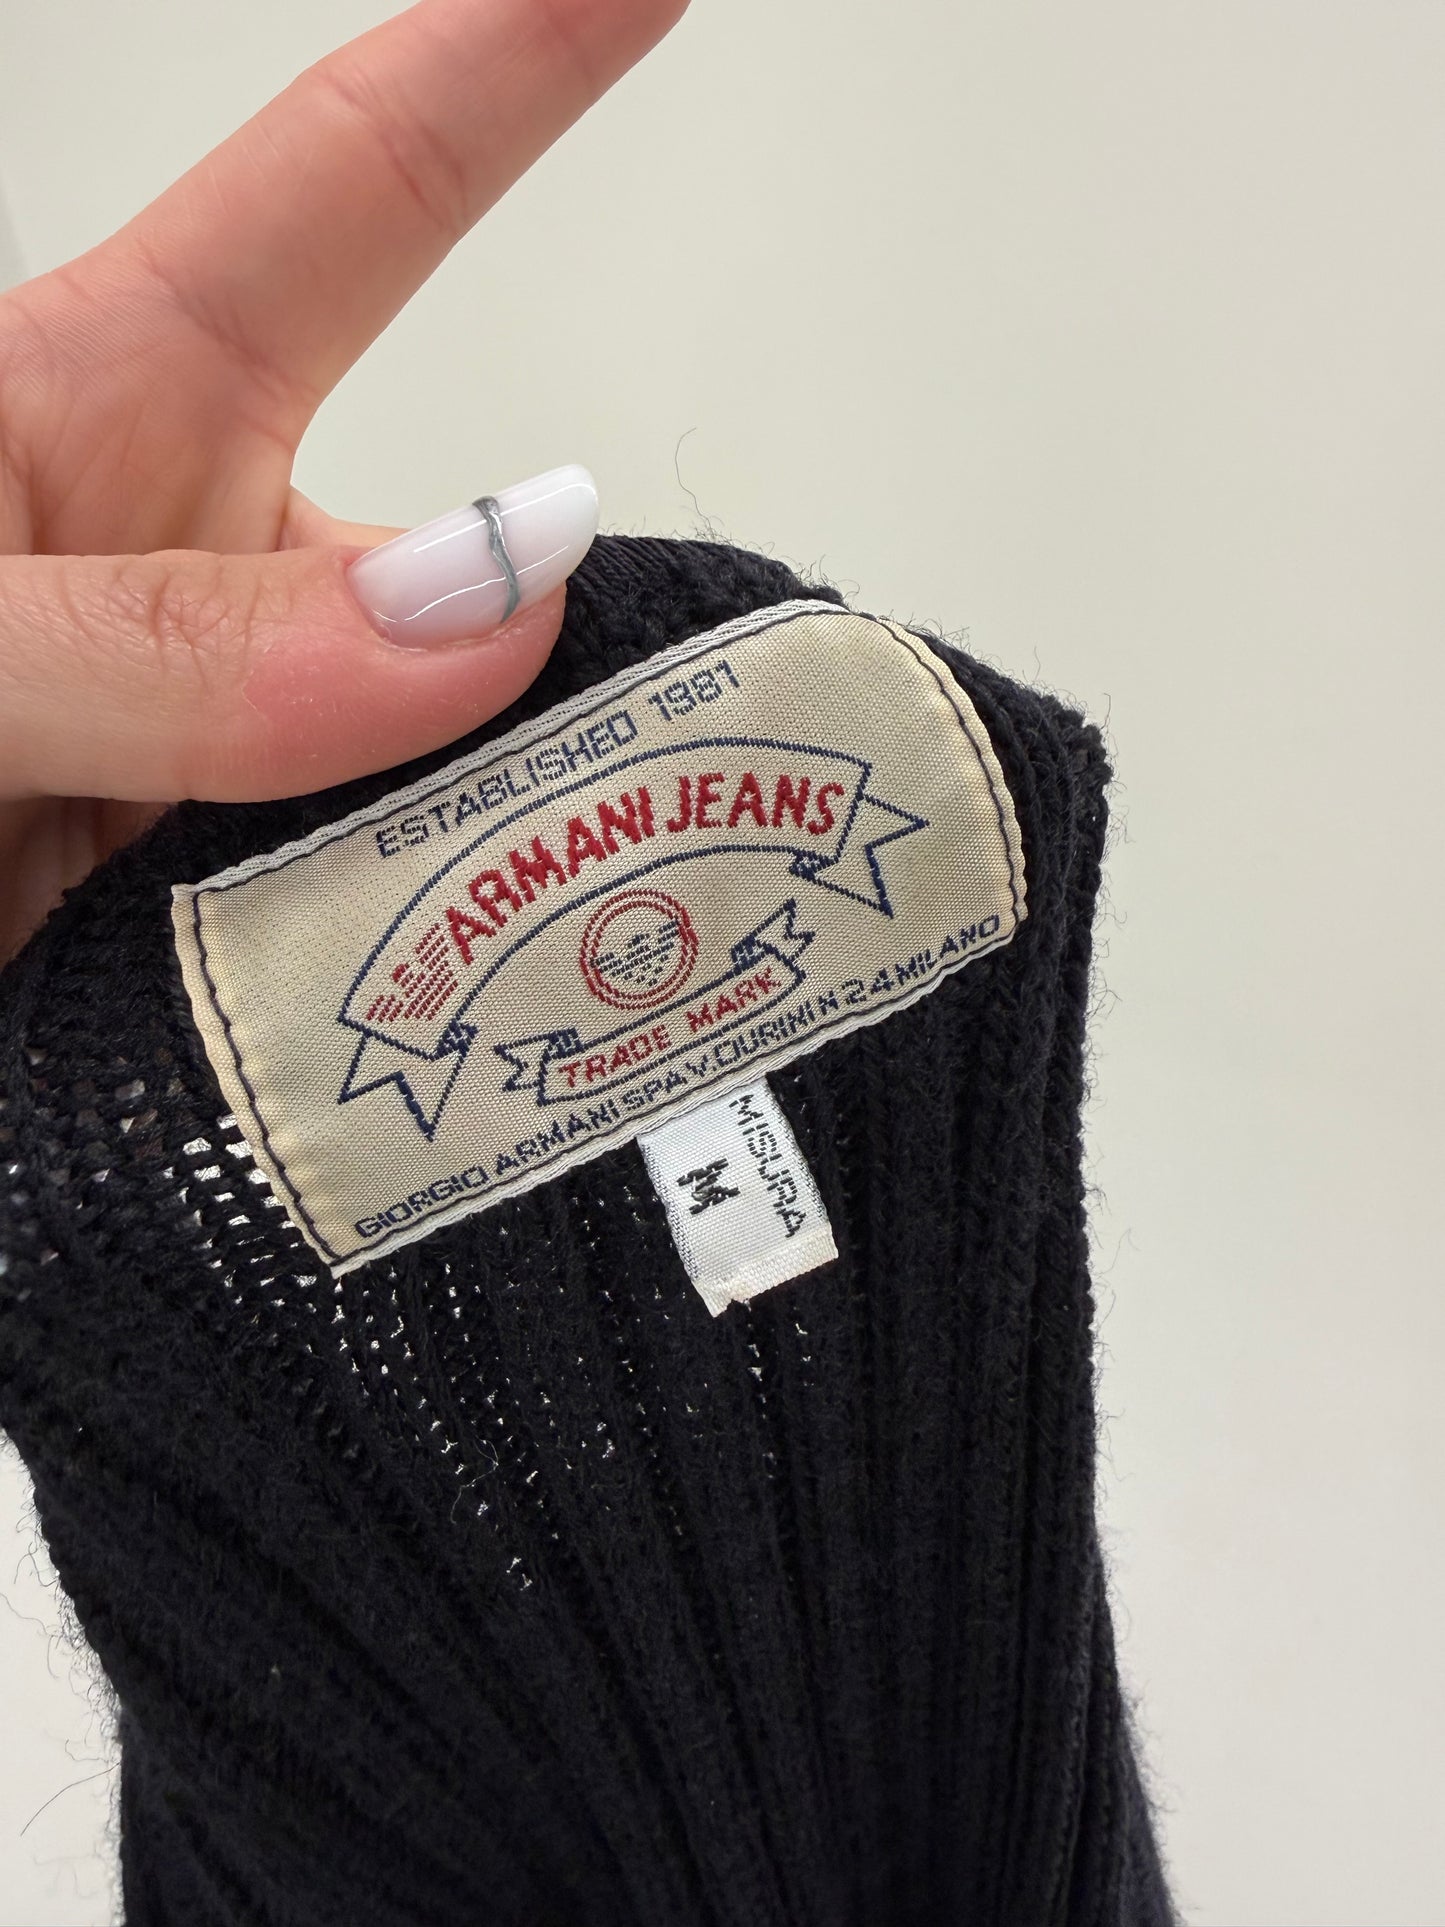 ESTABLISHED 1981
ARMANI JEANS
TRADE MARK
GIORGIO ARMANI SPA V. DURINI N 24 MILANO
MISURA
M